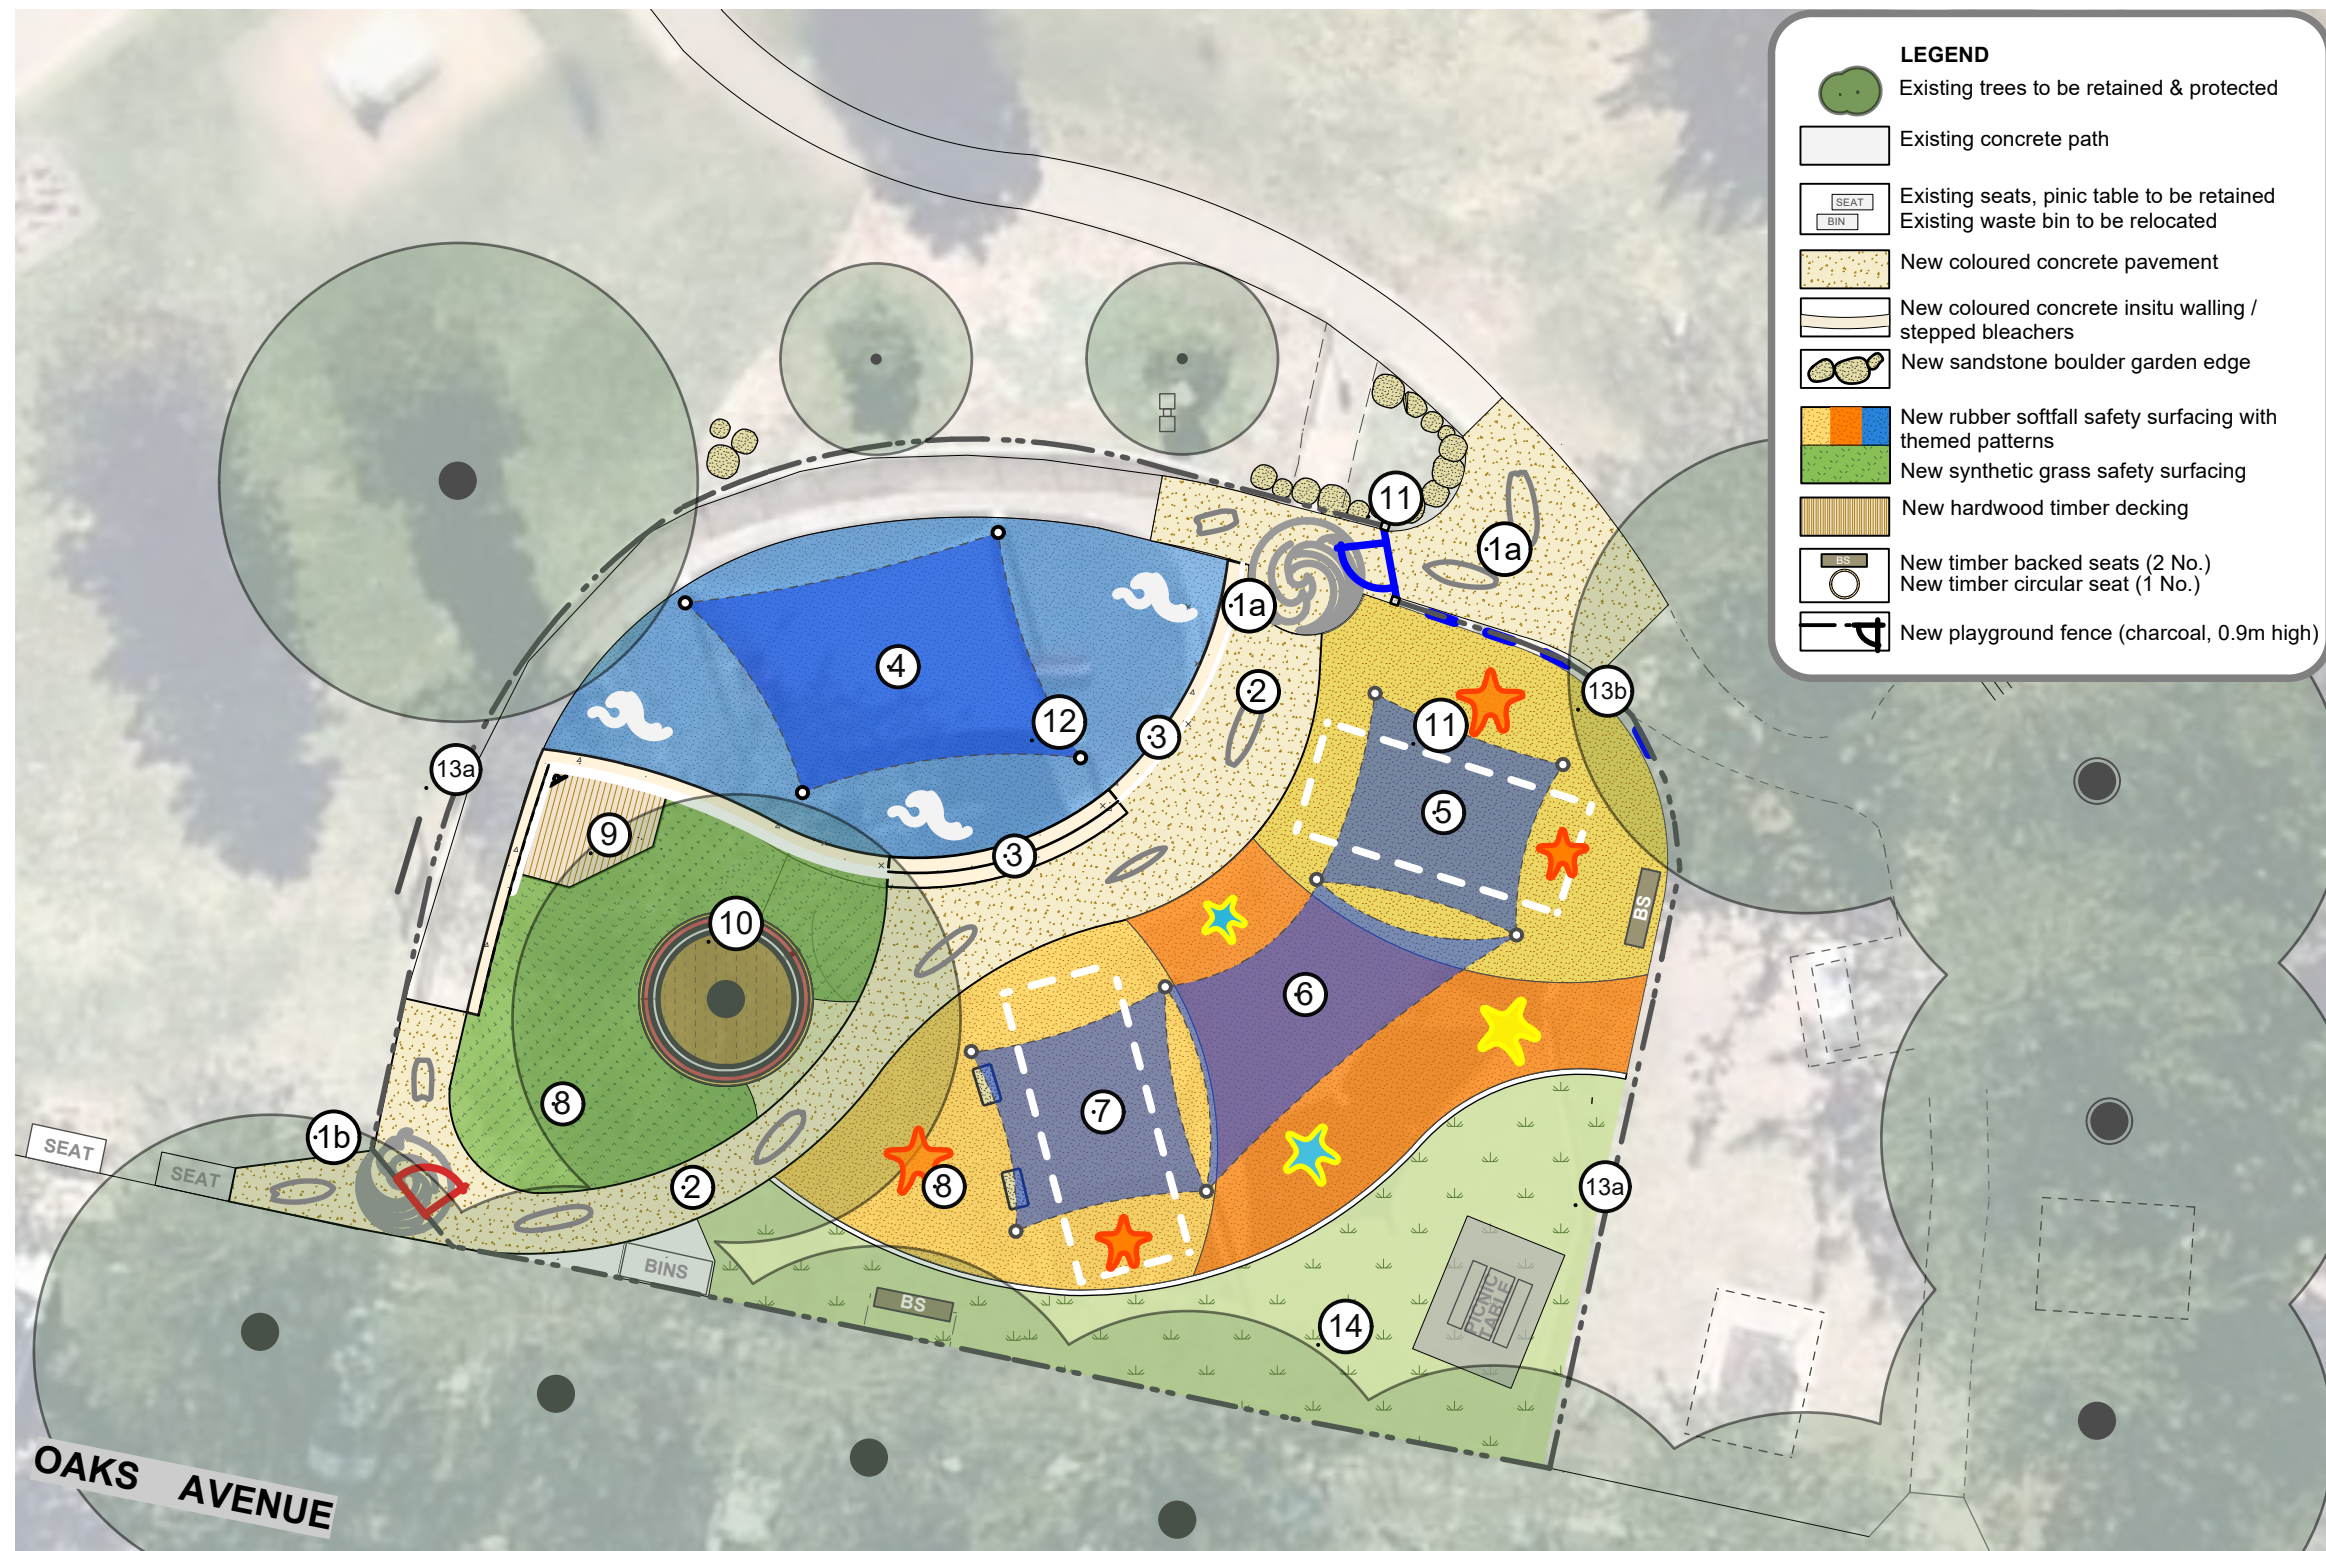 LEGEND
Existing trees to be retained & protected
Existing concrete path
SEAT
BIN
Existing seats, pinic table to be retained
Existing waste bin to be relocated
New coloured concrete pavement
New coloured concrete insitu walling /
stepped bleachers
New sandstone boulder garden edge
New rubber softfall safety surfacing with
themed patterns
New synthetic grass safety surfacing
New hardwood timber decking
BS
New timber backed seats (2 No.)
New timber circular seat (1 No.)
New playground fence (charcoal, 0.9m high)
11
1a
1a
4
2
13b
12
3
11
13a
5
9
3
10
BS
6
8
7
1b
SEAT
SEAT
2
8
13a
BINS
BS
14
PICNIC
TABLE
OAKS AVENUE